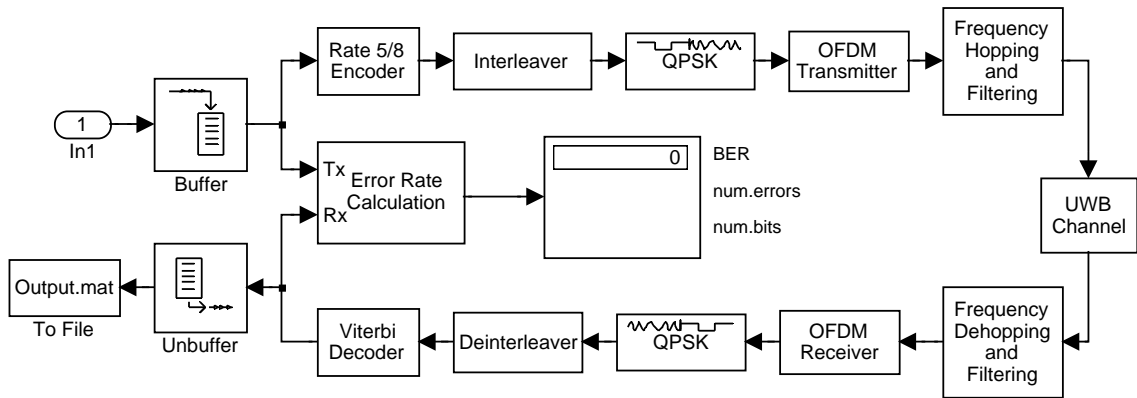 Rate 5/8
Encoder
Interleaver
QPSK
OFDM
Transmitter
Frequency
Hopping
and
Filtering
1
In1
Buffer
Tx
Rx
Error Rate
Calculation
0
BER
num.errors
num.bits
UWB
Channel
Output.mat
To File
Unbuffer
Viterbi
Decoder
Deinterleaver
QPSK
OFDM
Receiver
Frequency
Dehopping
and
Filtering